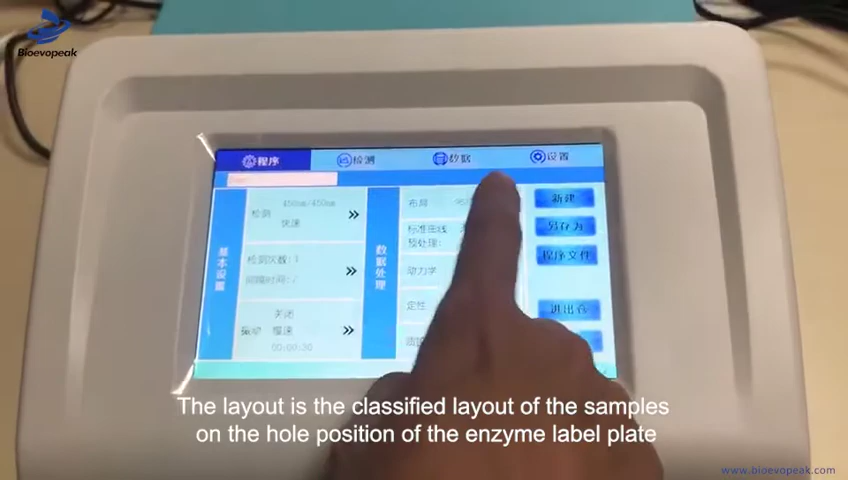 Bioevopeak
程序
检测
数据
设置
基本设置
检测
450nm/450nm
快速
检测次数: 1
间隔时间: /
振动
关闭
慢速
00:00:30
数据处理
布局
标准曲线
预处理:
动力学
定性
新建
另存为
程序文件
进出仓
The layout is the classified layout of the samples
on the hole position of the enzyme label plate
www.bioevopeak.com